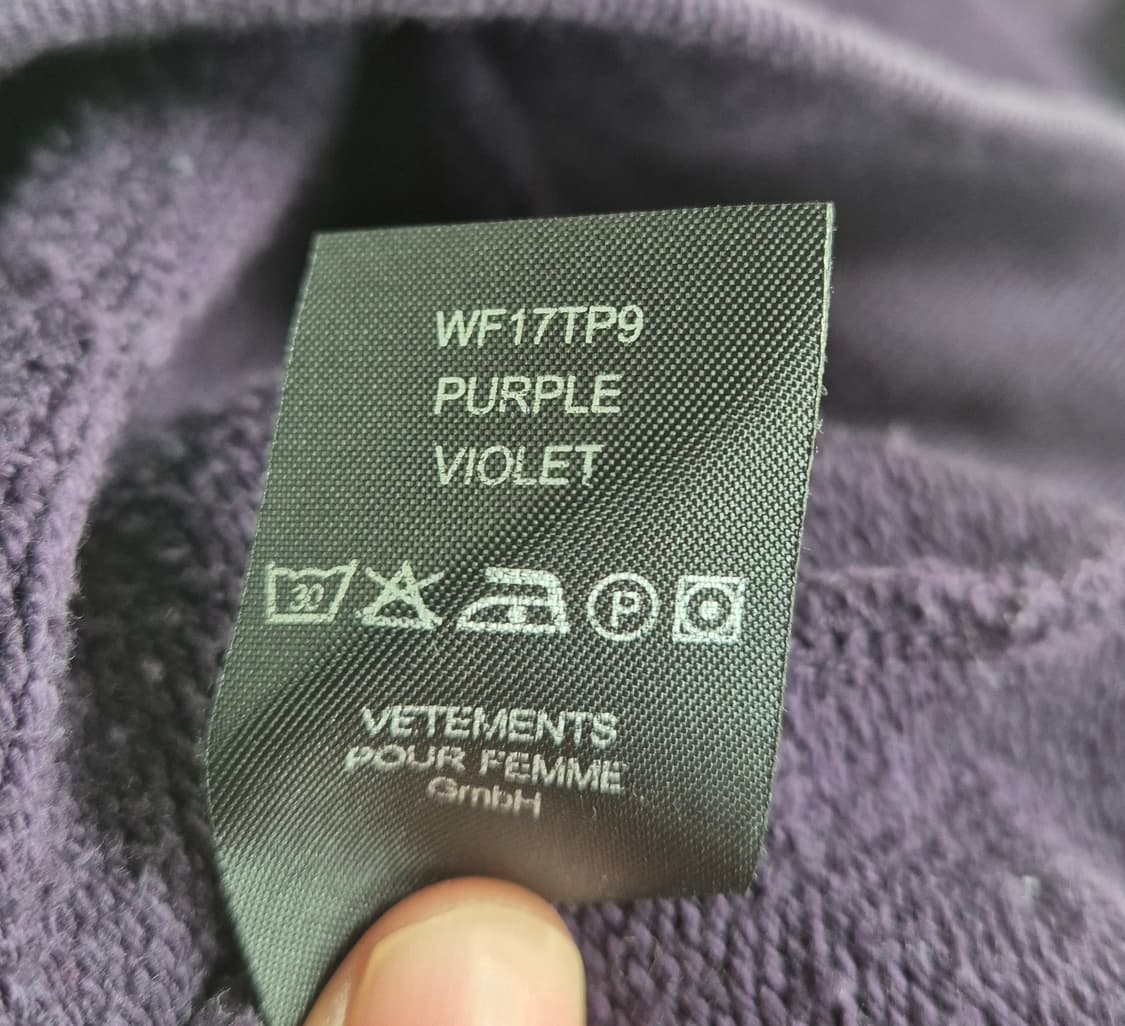 WF17TP9
PURPLE
VIOLET
30 P
VETEMENTS
POUR FEMME
GmbH